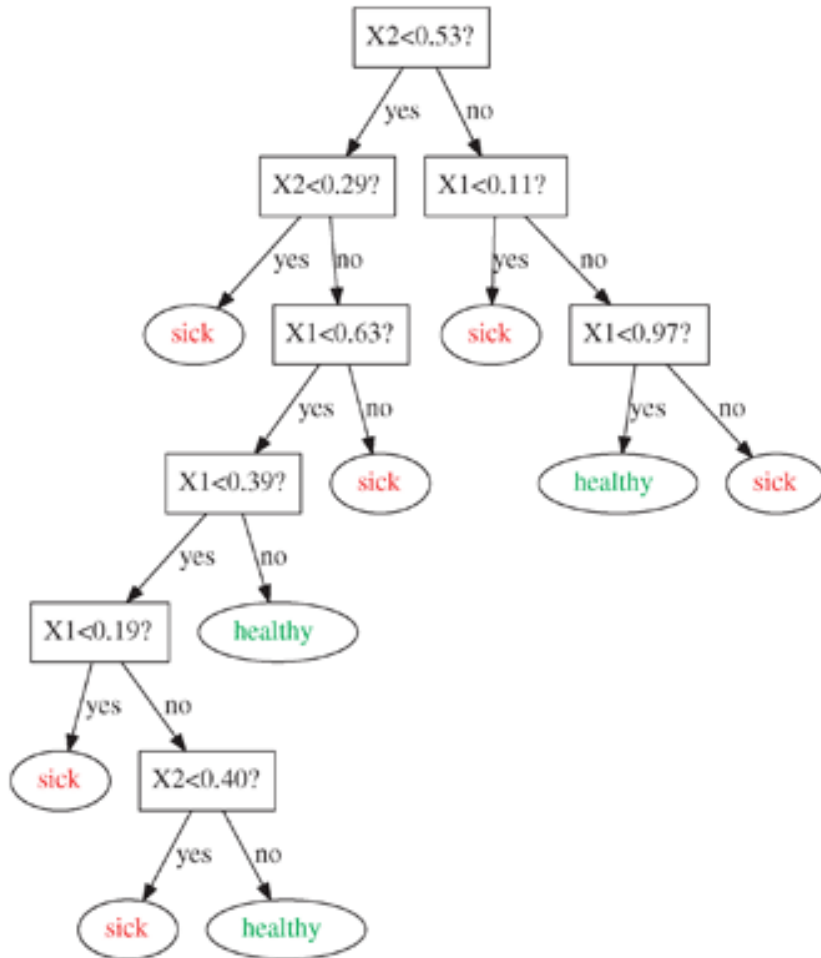 X2<0.53?
yes no
X2<0.29? X1<0.11?
yes no yes no
sick X1<0.63? sick X1<0.97?
yes no yes no
X1<0.39? sick healthy sick
yes no
X1<0.19? healthy
yes no
sick X2<0.40?
yes no
sick healthy